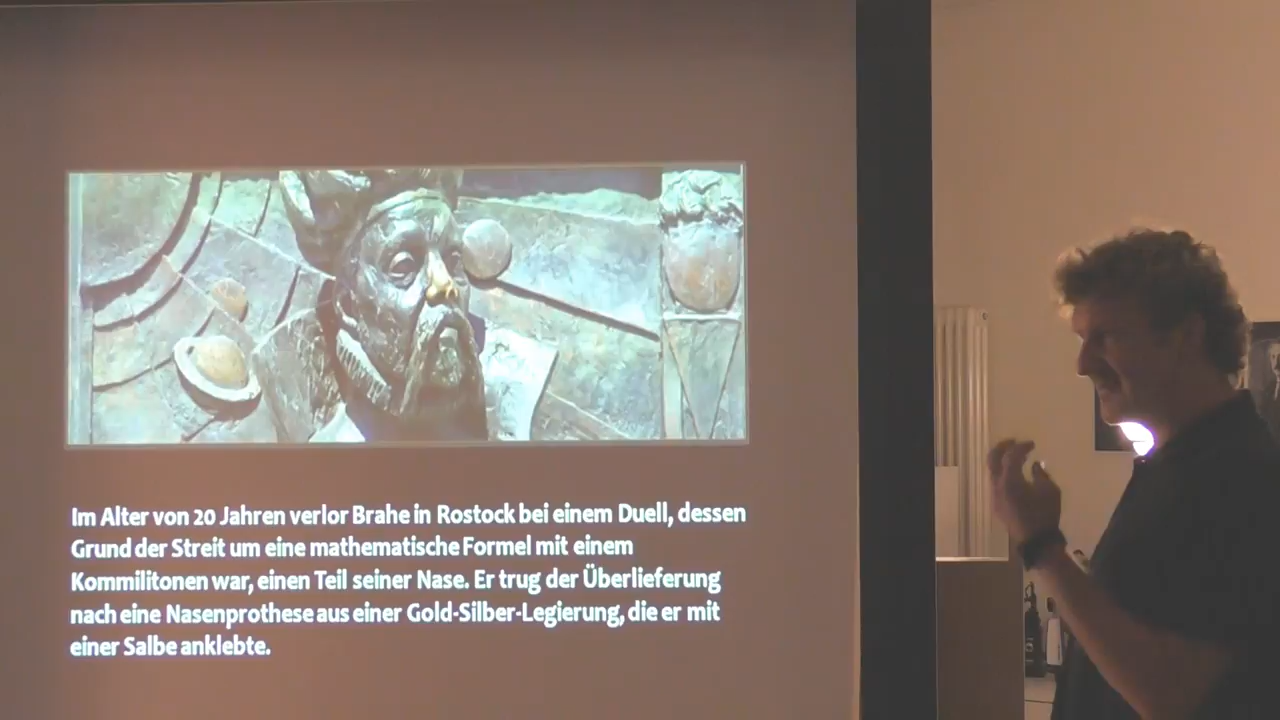 Im Alter von 20 Jahren verlor Brahe in Rostock bei einem Duell, dessen
Grund der Streit um eine mathematische Formel mit einem
Kommilitonen war, einen Teil seiner Nase. Er trug der Überlieferung
nach eine Nasenprothese aus einer Gold-Silber-Legierung, die er mit
einer Salbe anklebte.